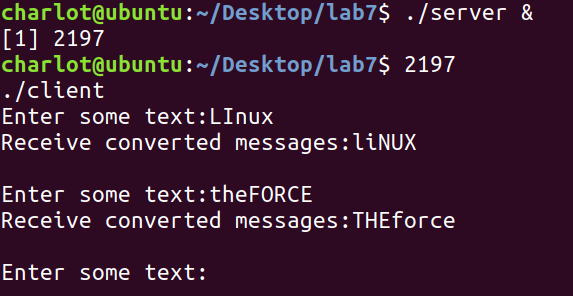 charlot@ubuntu:~/Desktop/lab7$ ./server &
[1] 2197
charlot@ubuntu:~/Desktop/lab7$ 2197
./client
Enter some text:LInux
Receive converted messages:liNUX
Enter some text:theFORCE
Receive converted messages:THEforce
Enter some text: